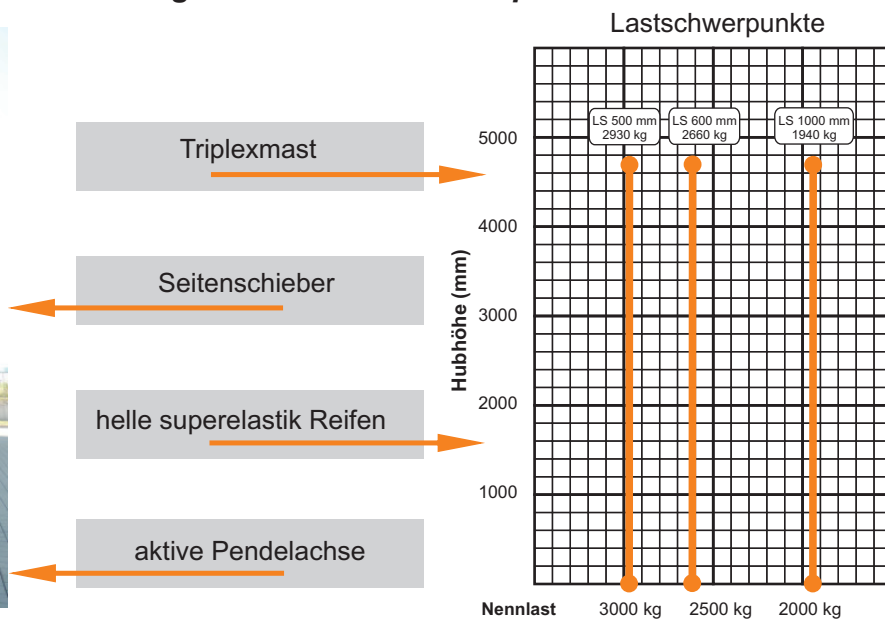 Lastschwerpunkte
Triplexmast
Seitenschieber
helle superelastik Reifen
aktive Pendelachse
Hubhöhe (mm)
5000
4000
3000
2000
1000
LS 500 mm
2930 kg
LS 600 mm
2660 kg
LS 1000 mm
1940 kg
Nennlast 3000 kg 2500 kg 2000 kg